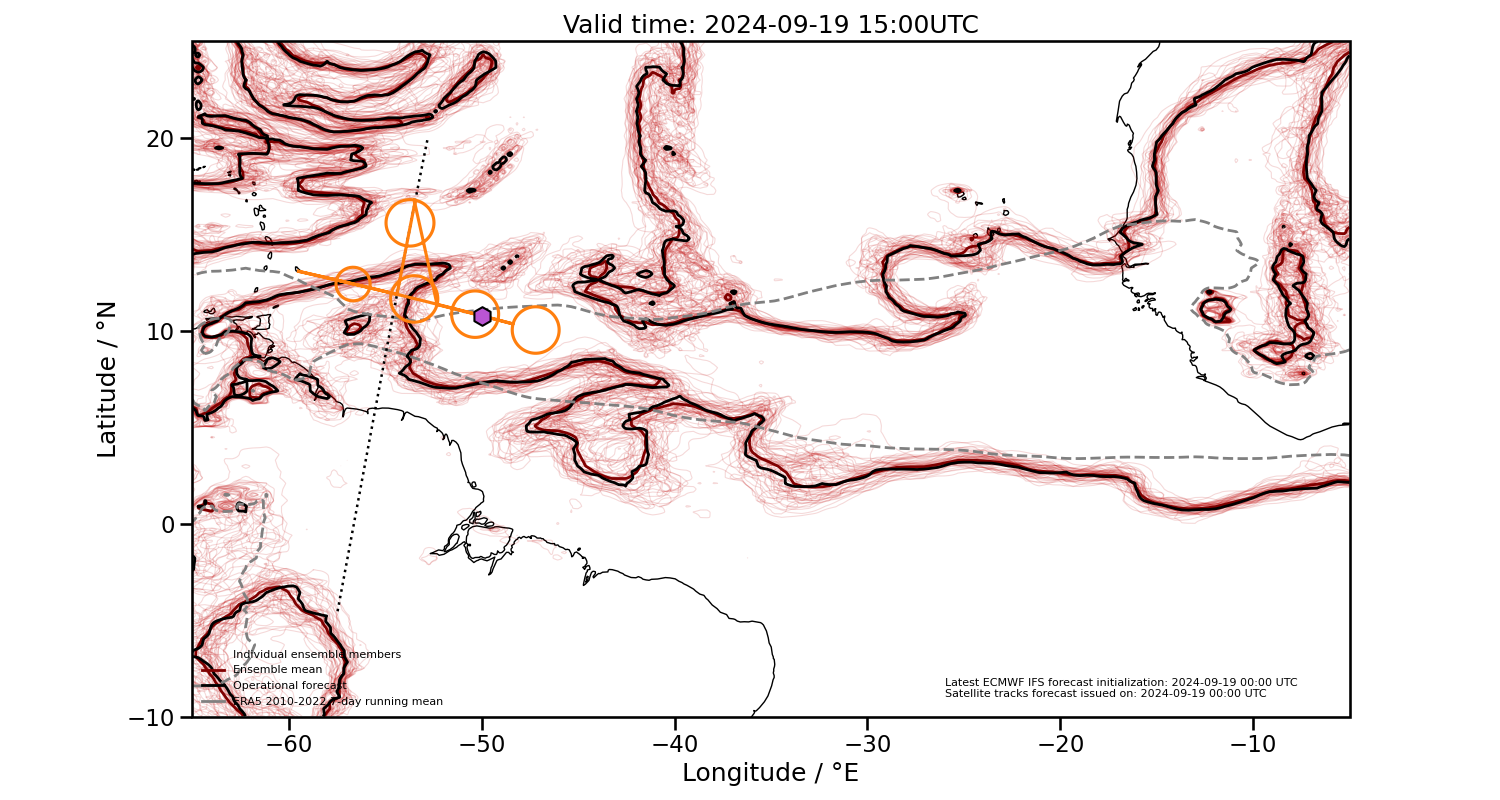 Valid time: 2024-09-19 15:00UTC
Latitude / °N
20
10
0
−10
Individual ensemble members
Ensemble mean
Operational forecast
ERA5 2010-2022 7-day running mean
Latest ECMWF IFS forecast initialization: 2024-09-19 00:00 UTC
Satellite tracks forecast issued on: 2024-09-19 00:00 UTC
−60 −50 −40 −30 −20 −10
Longitude / °E